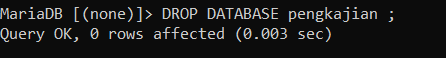 MariaDB [(none)]> DROP DATABASE pengkajian ;
Query OK, 0 rows affected (0.003 sec)